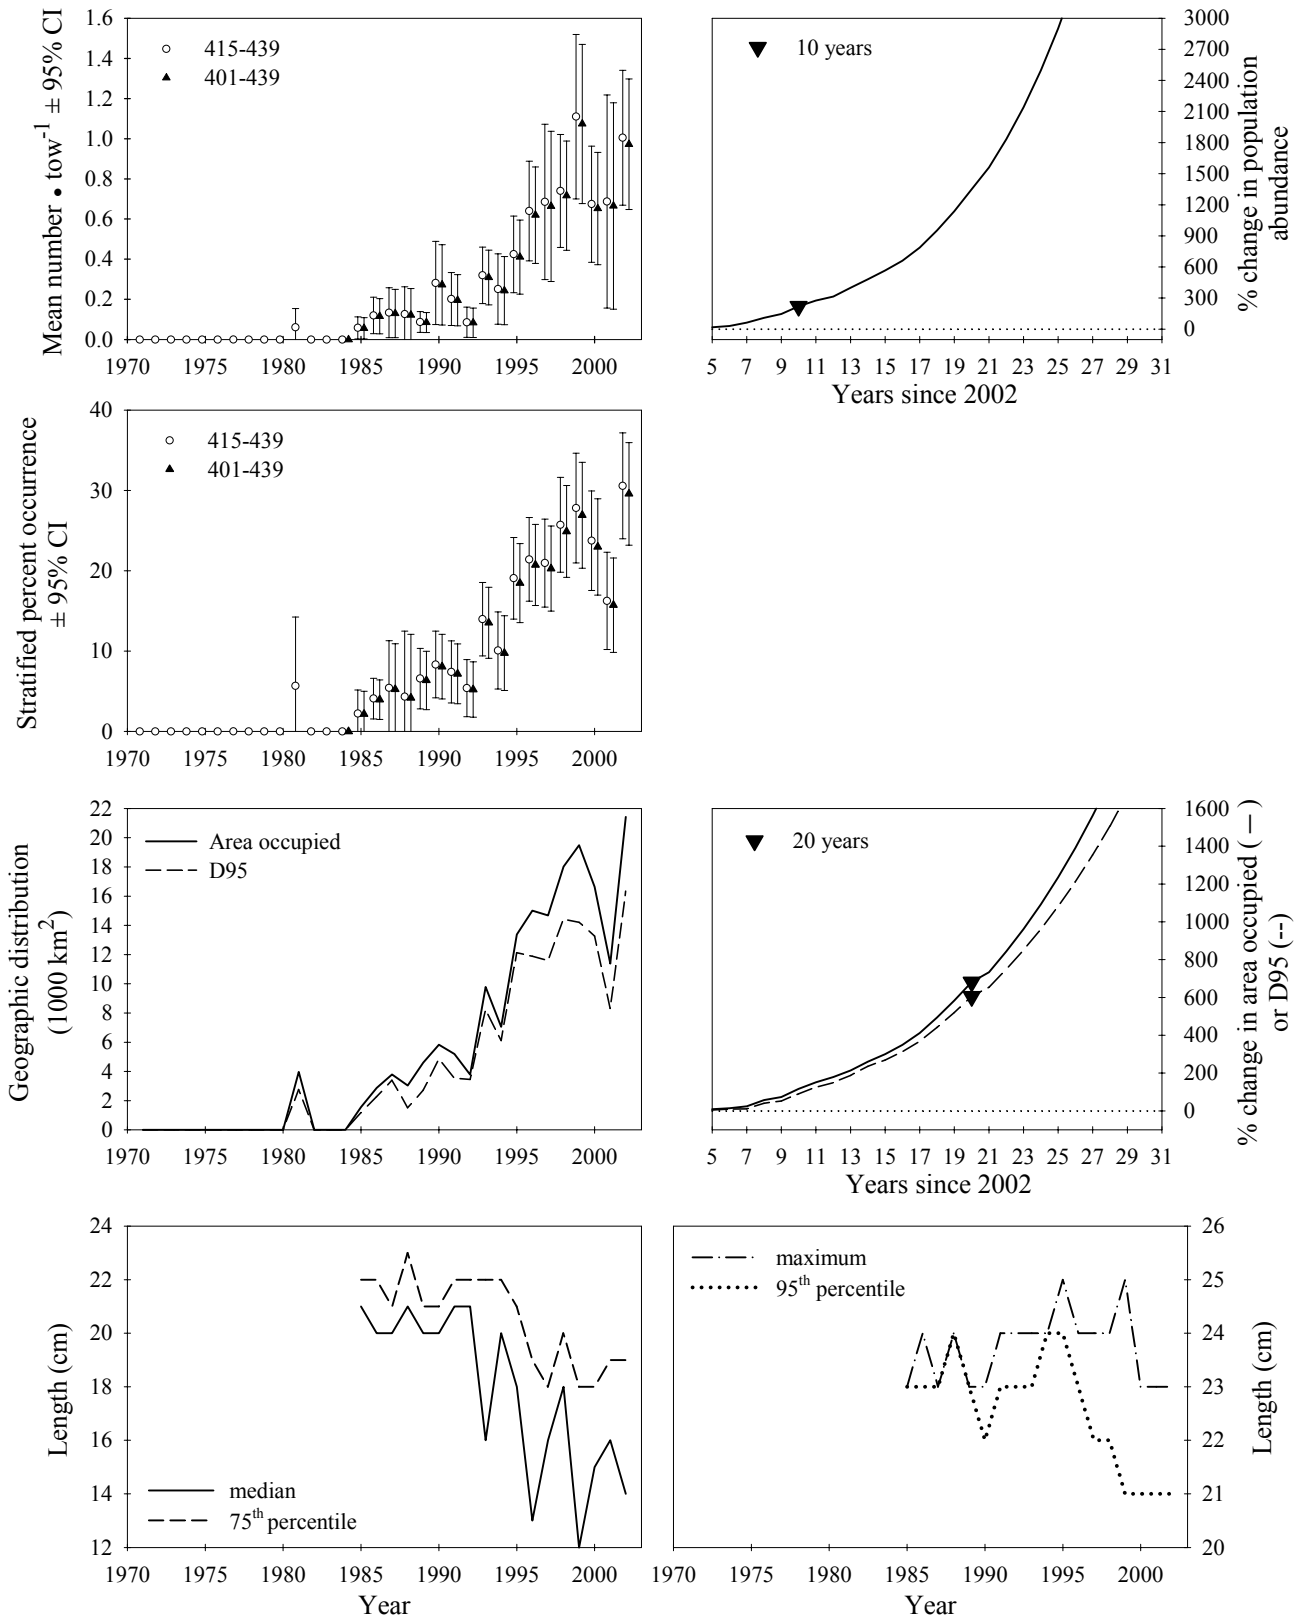 Mean number • tow-1 ± 95% CI
1.6
1.4
1.2
1.0
0.8
0.6
0.4
0.2
0.0
415-439
401-439
1970 1975 1980 1985 1990 1995 2000
10 years
3000
2700
2400
2100
1800
1500
1200
900
600
300
0
% change in population
abundance
5 7 9 11 13 15 17 19 21 23 25 27 29 31
Years since 2002
Stratified percent occurrence
± 95% CI
40
30
20
10
0
415-439
401-439
1970 1975 1980 1985 1990 1995 2000
Geographic distribution
(1000 km2)
22
20
18
16
14
12
10
8
6
4
2
0
Area occupied
D95
1970 1975 1980 1985 1990 1995 2000
20 years
1600
1400
1200
1000
800
600
400
200
0
% change in area occupied ( — )
or D95 (--)
5 7 9 11 13 15 17 19 21 23 25 27 29 31
Years since 2002
Length (cm)
24
22
20
18
16
14
12
median
75th percentile
1970 1975 1980 1985 1990 1995 2000
Year
maximum
95th percentile
26
25
24
23
22
21
20
Length (cm)
1970 1975 1980 1985 1990 1995 2000
Year